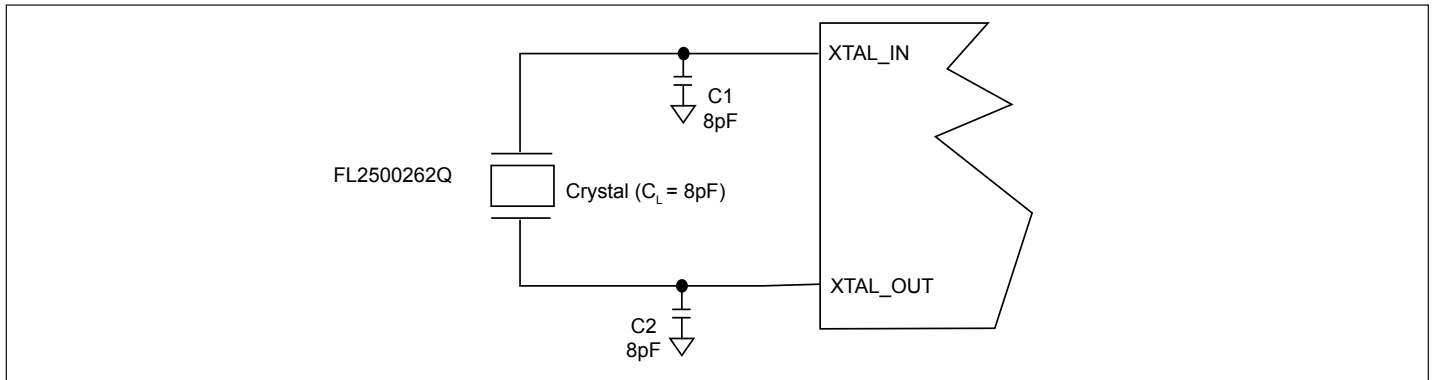 XTAL_IN
C1
8pF
FL2500262Q
Crystal (CL = 8pF)
XTAL_OUT
C2
8pF